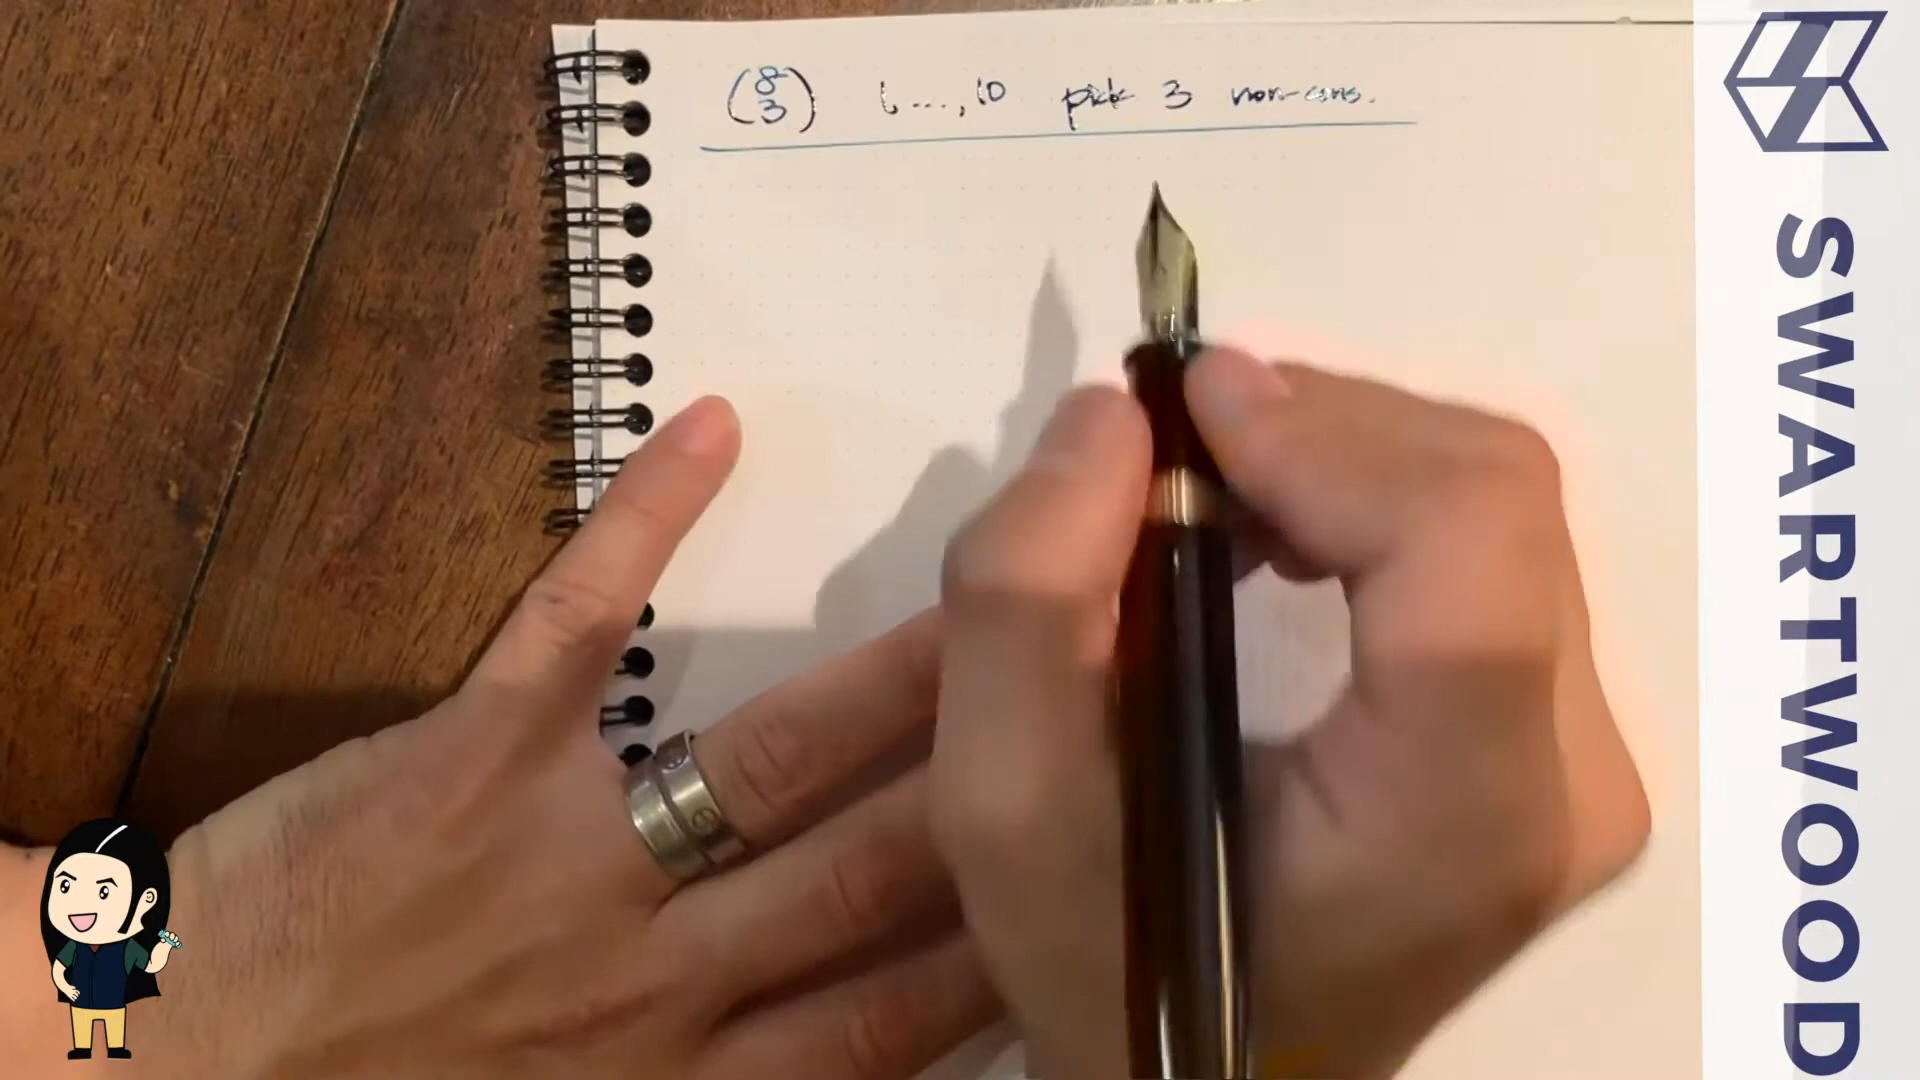 (8 3) 1, ..., 10 pick 3 non-cons.
SWARTWOOD